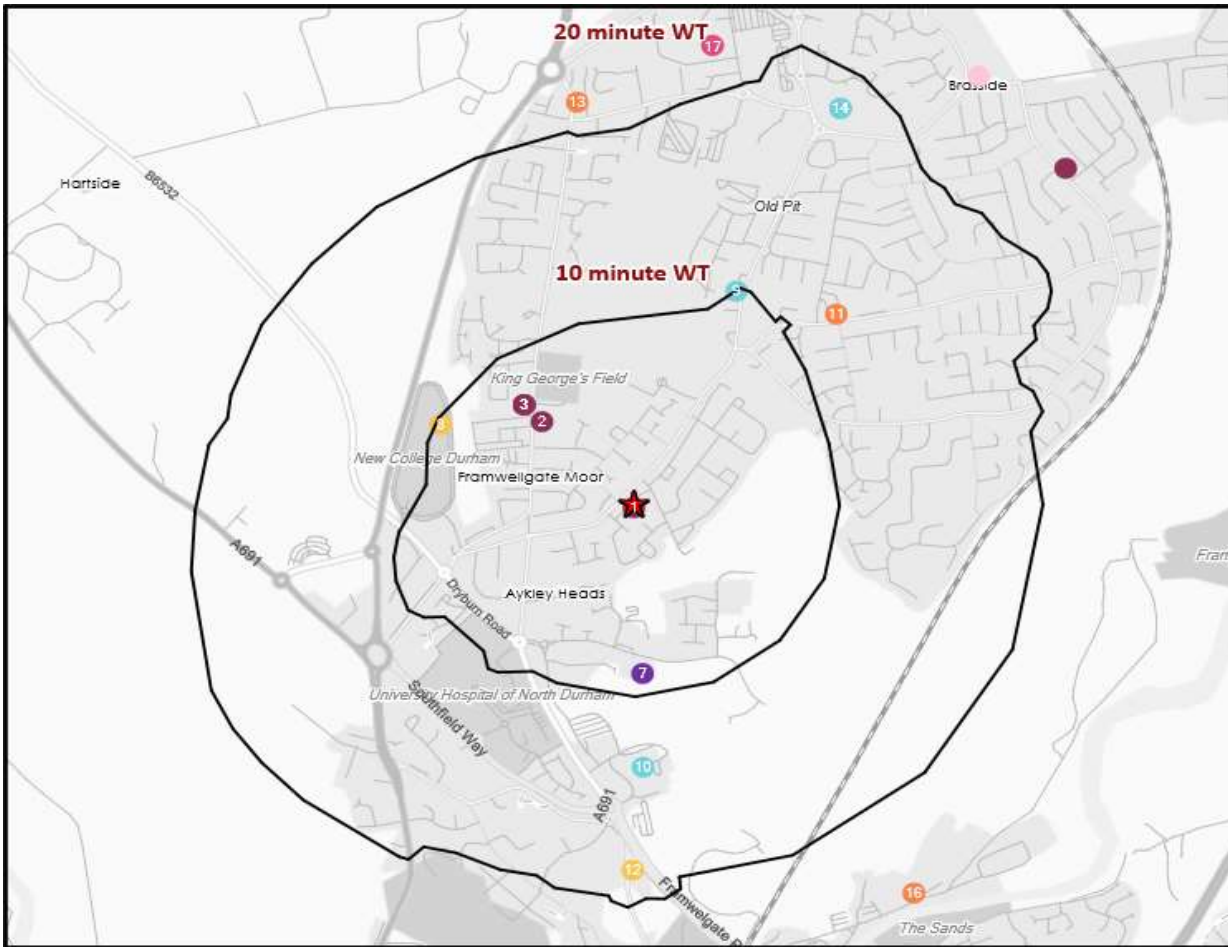 20 minute WT
17
Brasside
13
14
Hartside
B6532
Old Pit
10 minute WT
9
11
King George's Field
3
2
New College Durham
Framwellgate Moor
1
A691
Aykley Heads
Dryburn Road
7
University Hospital of North Durham
Southfield Way
10
A691
12
Framwelgate P
16
The Sands
Fram